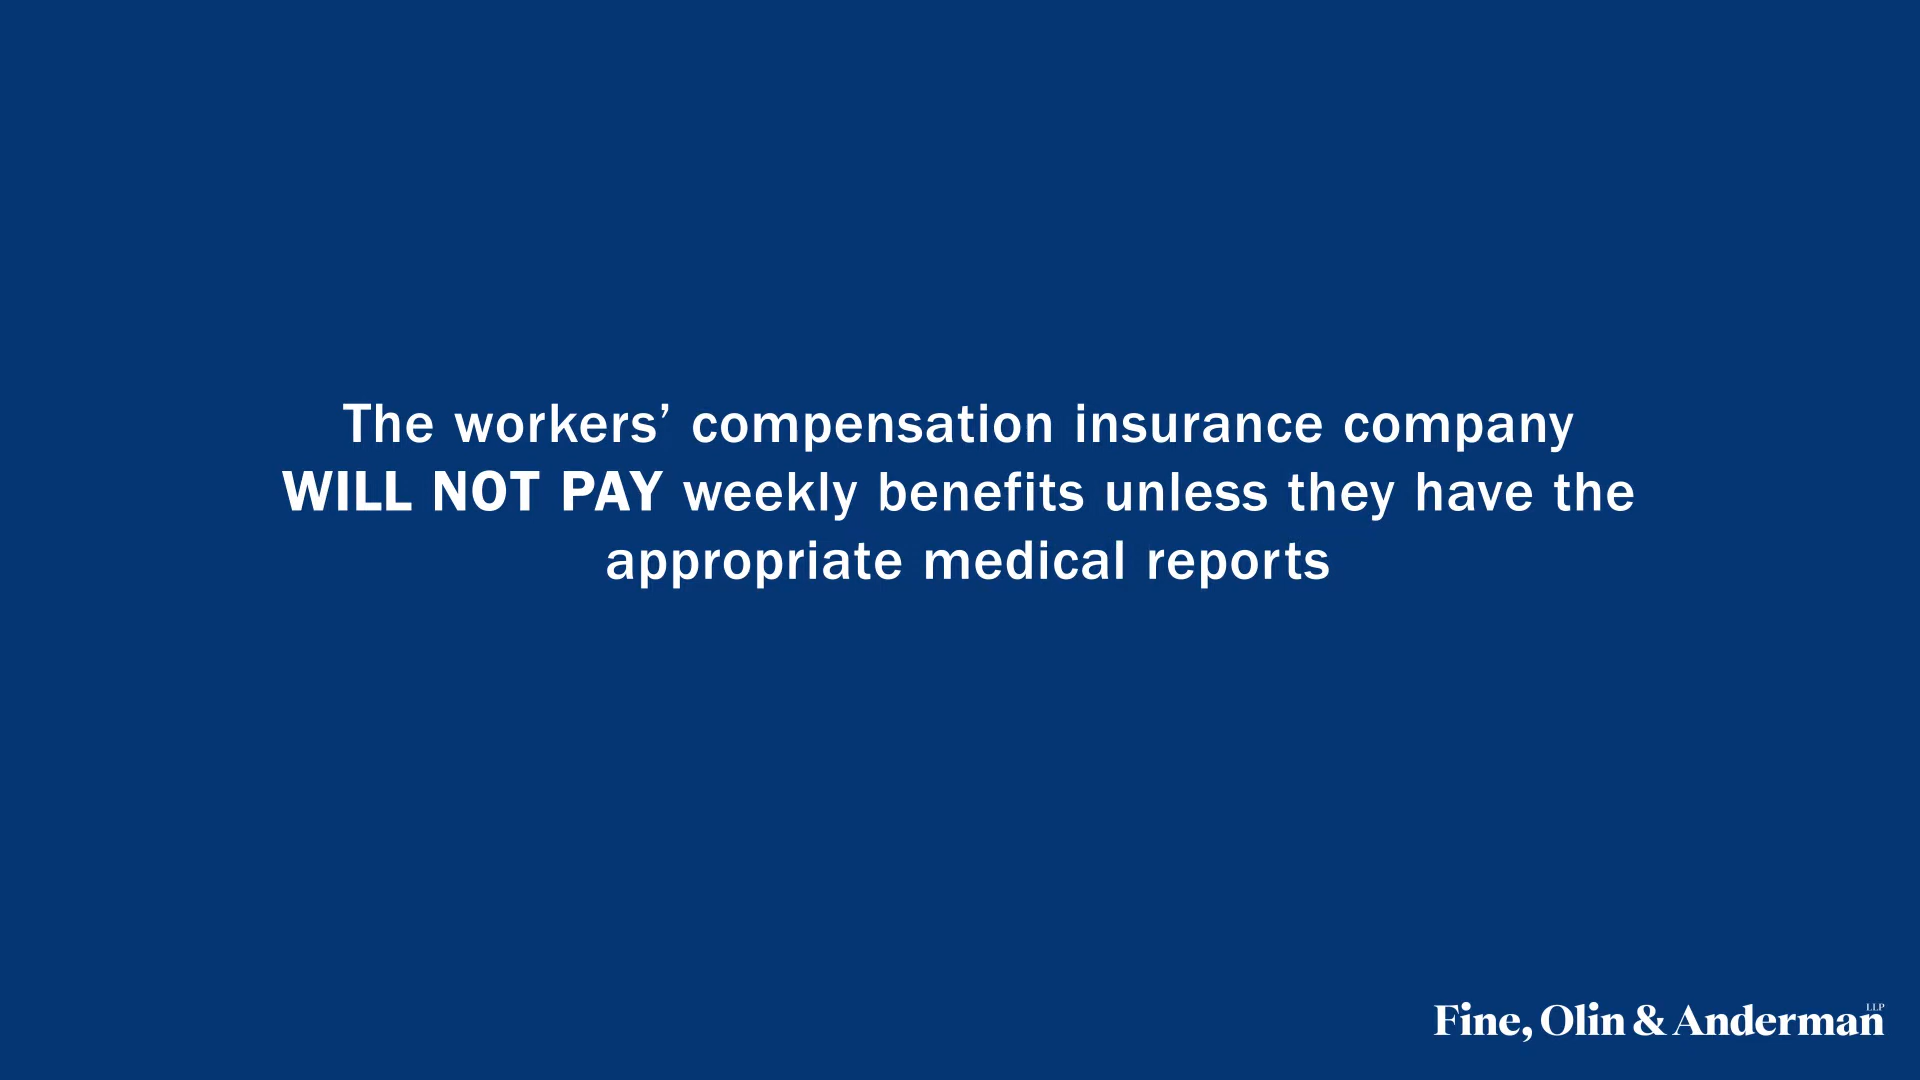 The workers’ compensation insurance company
WILL NOT PAY weekly benefits unless they have the
appropriate medical reports
Fine, Olin & Anderman LLP